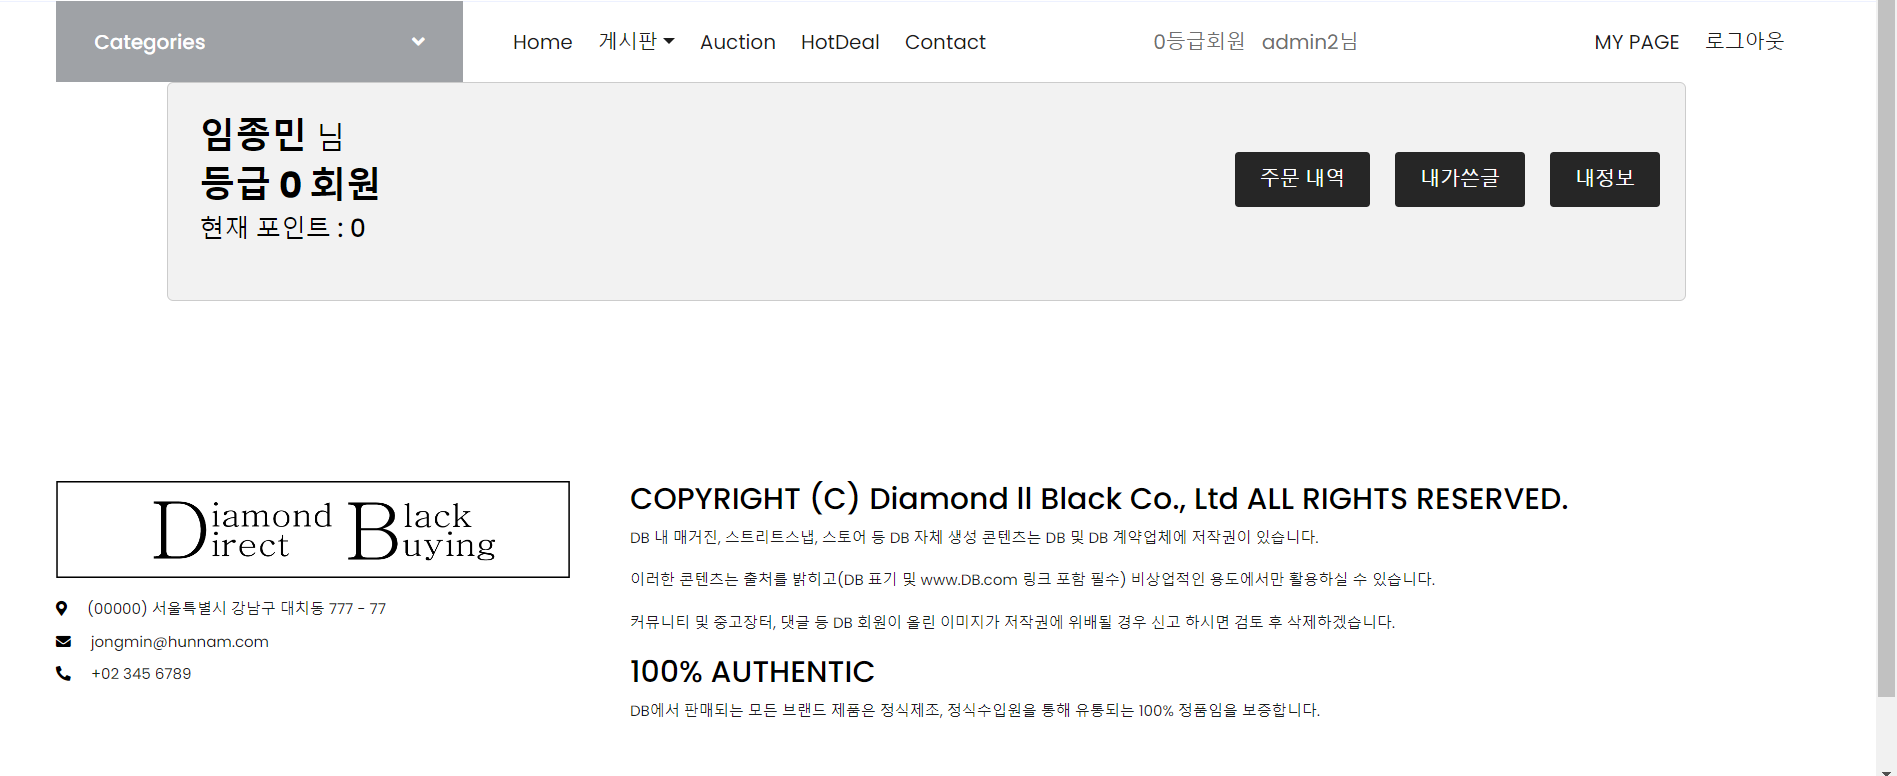 Categories
Home 게시판 Auction HotDeal Contact 0등급회원 admin2님 MY PAGE 로그아웃
임종민 님
등급 0 회원
현재 포인트 : 0
주문 내역 내가쓴글 내정보
Diamond Black
Direct Buying
(00000) 서울특별시 강남구 대치동 777 - 77
jongmin@hunnam.com
+02 345 6789
COPYRIGHT (C) Diamond ll Black Co., Ltd ALL RIGHTS RESERVED.
DB 내 매거진, 스트리트스냅, 스토어 등 DB 자체 생성 콘텐츠는 DB 및 DB 계약업체에 저작권이 있습니다.
이러한 콘텐츠는 출처를 밝히고(DB 표기 및 www.DB.com 링크 포함 필수) 비상업적인 용도에서만 활용하실 수 있습니다.
커뮤니티 및 중고장터, 댓글 등 DB 회원이 올린 이미지가 저작권에 위배될 경우 신고 하시면 검토 후 삭제하겠습니다.
100% AUTHENTIC
DB에서 판매되는 모든 브랜드 제품은 정식제조, 정식수입원을 통해 유통되는 100% 정품임을 보증합니다.